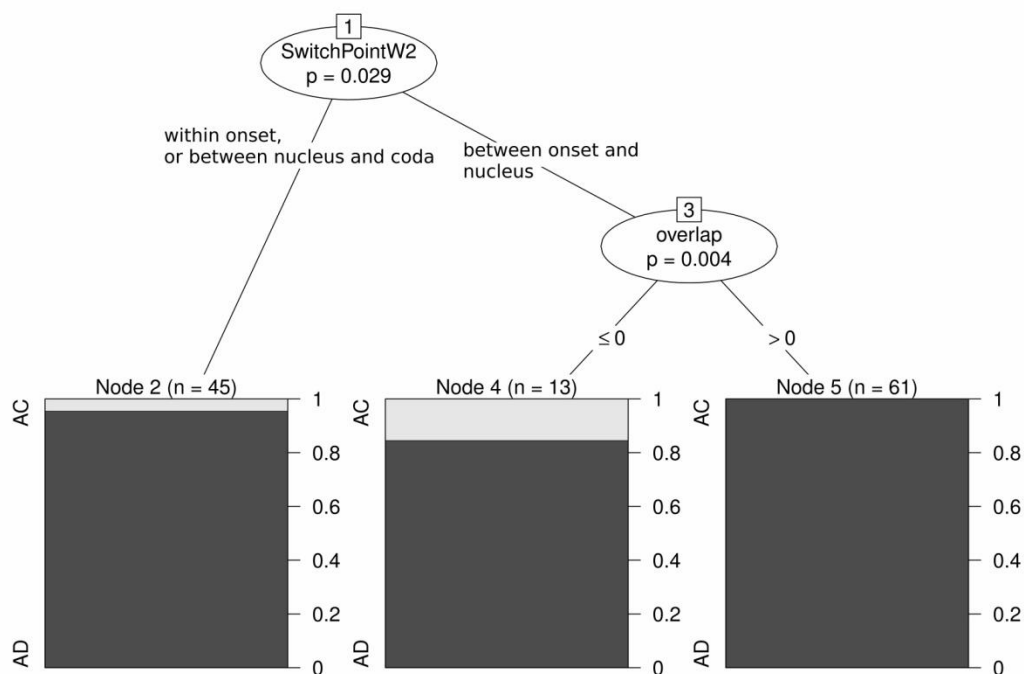 1
SwitchPointW2
p = 0.029
within onset,
or between nucleus and coda
between onset and
nucleus
3
overlap
p = 0.004
≤ 0
> 0
Node 2 (n = 45)
AC
AD
1
0.8
0.6
0.4
0.2
0
Node 4 (n = 13)
AC
AD
1
0.8
0.6
0.4
0.2
0
Node 5 (n = 61)
AC
AD
1
0.8
0.6
0.4
0.2
0